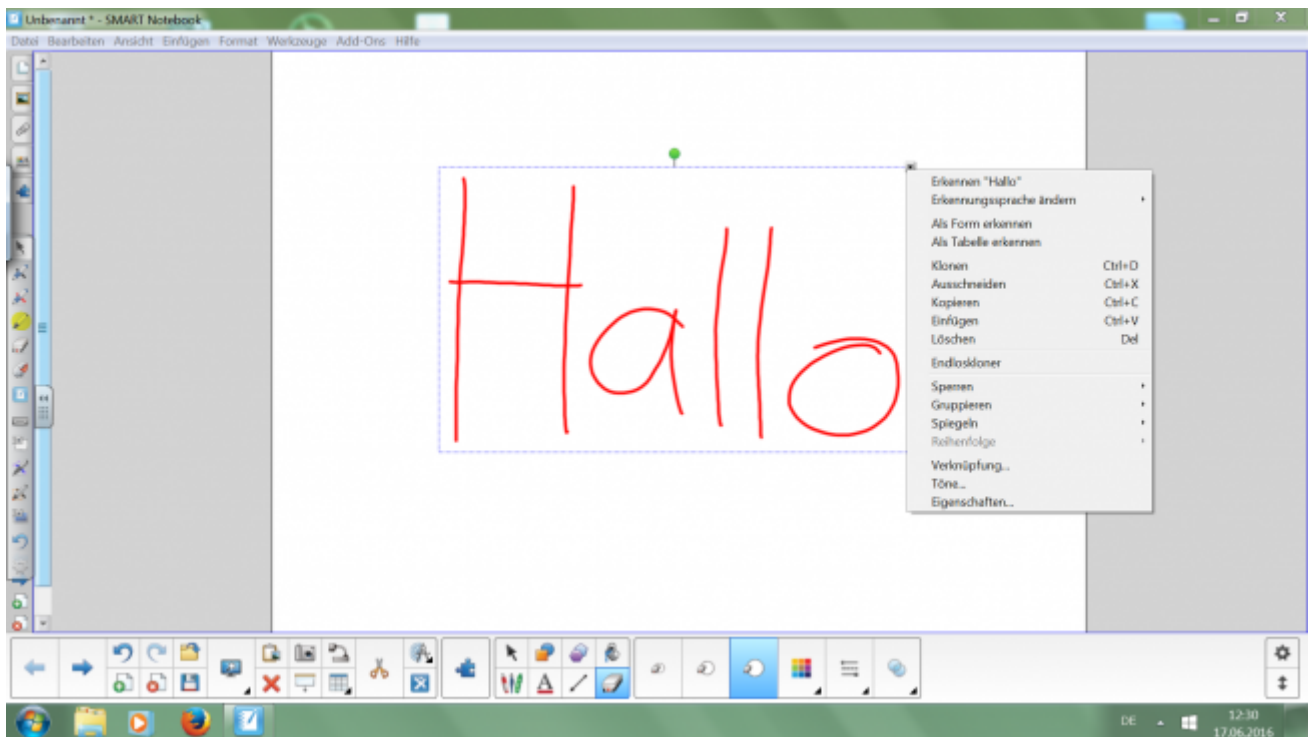 Unbenannt * - SMART Notebook
Datei Bearbeiten Ansicht Einfügen Format Werkzeuge Add-Ons Hilfe
Hallo
Erkennen "Hallo"
Erkennungssprache ändern
Als Form erkennen
Als Tabelle erkennen
Klonen Ctrl+D
Ausschneiden Ctrl+X
Kopieren Ctrl+C
Einfügen Ctrl+V
Löschen Del
Endloskloner
Sperren
Gruppieren
Spiegeln
Reihenfolge
Verknüpfung...
Töne...
Eigenschaften...
A
DE
12:30
17.06.2016